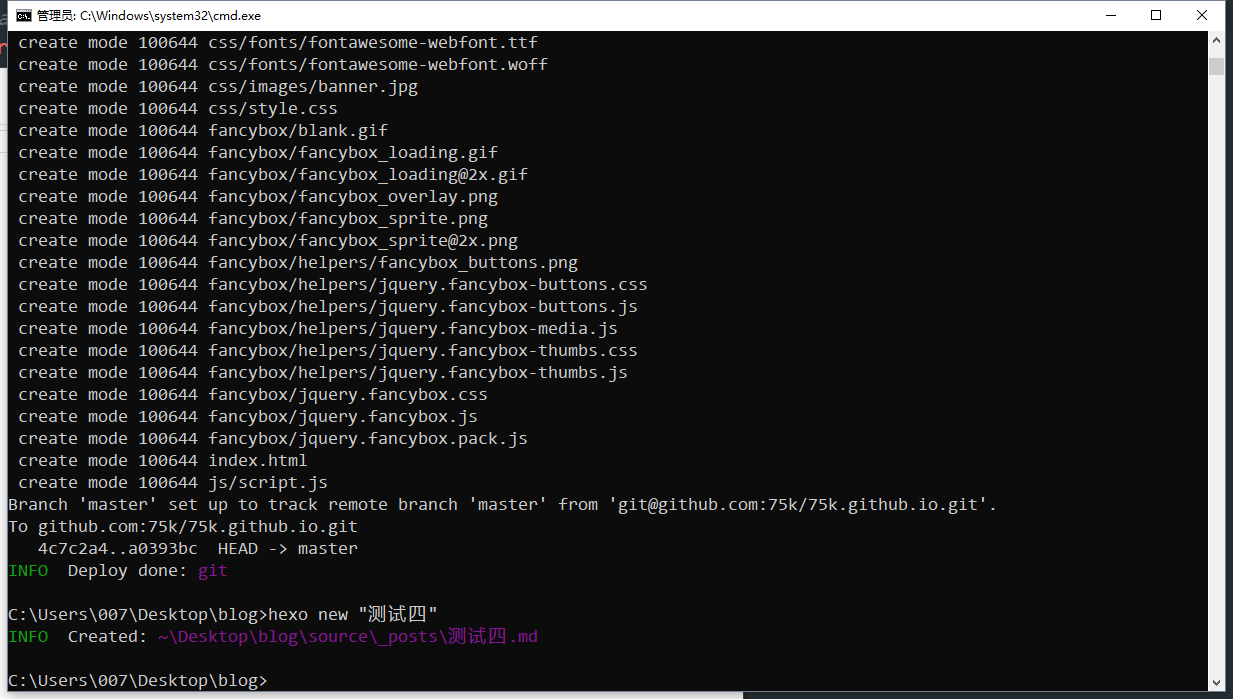 管理员: C:\Windows\system32\cmd.exe
create mode 100644 css/fonts/fontawesome-webfont.ttf
create mode 100644 css/fonts/fontawesome-webfont.woff
create mode 100644 css/images/banner.jpg
create mode 100644 css/style.css
create mode 100644 fancybox/blank.gif
create mode 100644 fancybox/fancybox_loading.gif
create mode 100644 fancybox/fancybox_loading@2x.gif
create mode 100644 fancybox/fancybox_overlay.png
create mode 100644 fancybox/fancybox_sprite.png
create mode 100644 fancybox/fancybox_sprite@2x.png
create mode 100644 fancybox/helpers/fancybox_buttons.png
create mode 100644 fancybox/helpers/jquery.fancybox-buttons.css
create mode 100644 fancybox/helpers/jquery.fancybox-buttons.js
create mode 100644 fancybox/helpers/jquery.fancybox-media.js
create mode 100644 fancybox/helpers/jquery.fancybox-thumbs.css
create mode 100644 fancybox/helpers/jquery.fancybox-thumbs.js
create mode 100644 fancybox/jquery.fancybox.css
create mode 100644 fancybox/jquery.fancybox.js
create mode 100644 fancybox/jquery.fancybox.pack.js
create mode 100644 index.html
create mode 100644 js/script.js
Branch 'master' set up to track remote branch 'master' from 'git@github.com:75k/75k.github.io.git'.
To github.com:75k/75k.github.io.git
4c7c2a4..a0393bc  HEAD -> master
INFO  Deploy done: git
C:\Users\007\Desktop\blog>hexo new "测试四"
INFO  Created: ~\Desktop\blog\source\_posts\测试四.md
C:\Users\007\Desktop\blog>